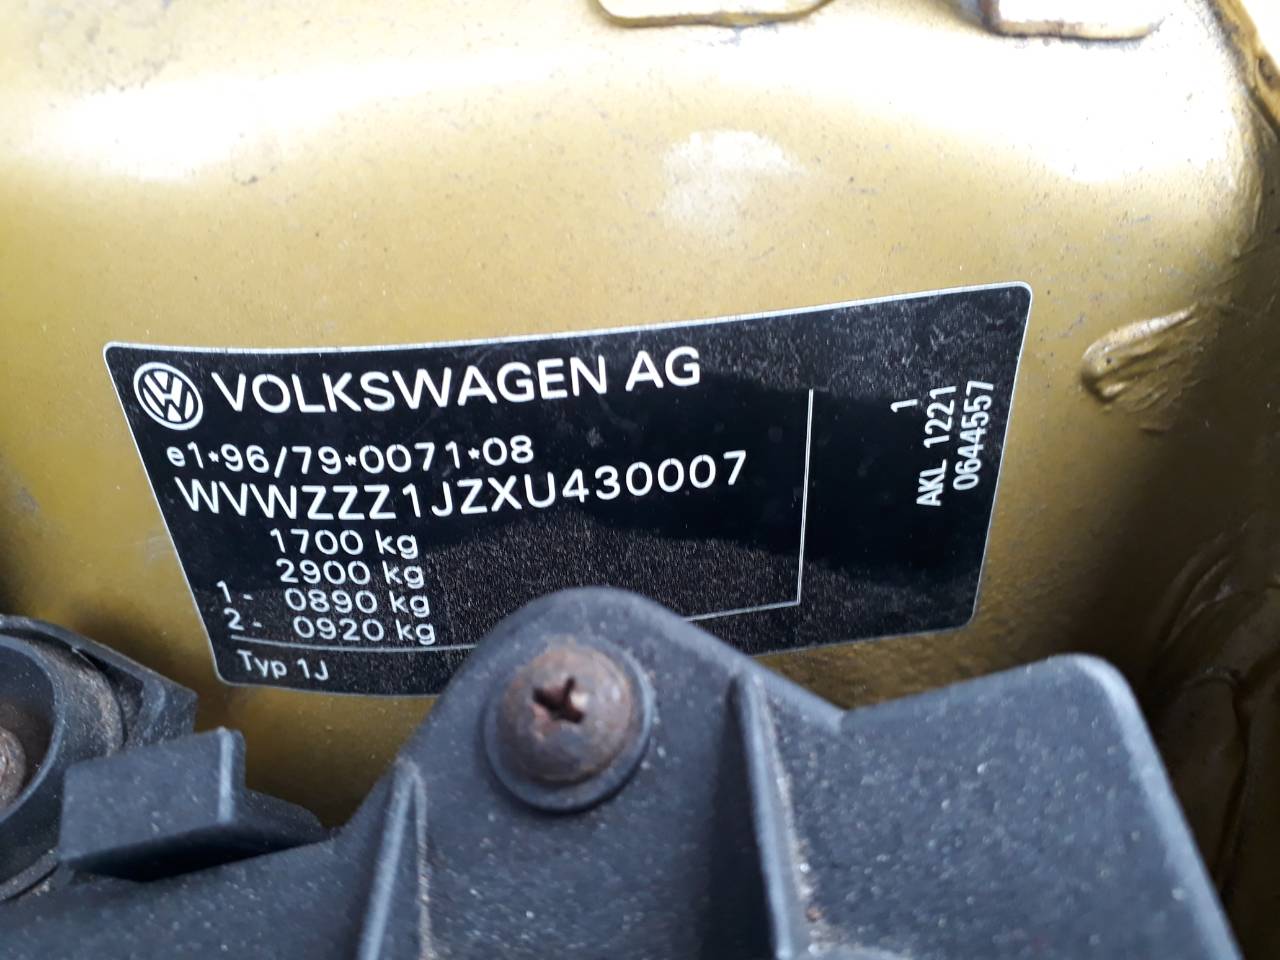 VOLKSWAGEN AG
e1*96/79*0071*08
WVWZZZ1JZXU430007
1700 kg
2900 kg
1- 0890 kg
2- 0920 kg
Typ 1J
1
AKL 1221
0644557